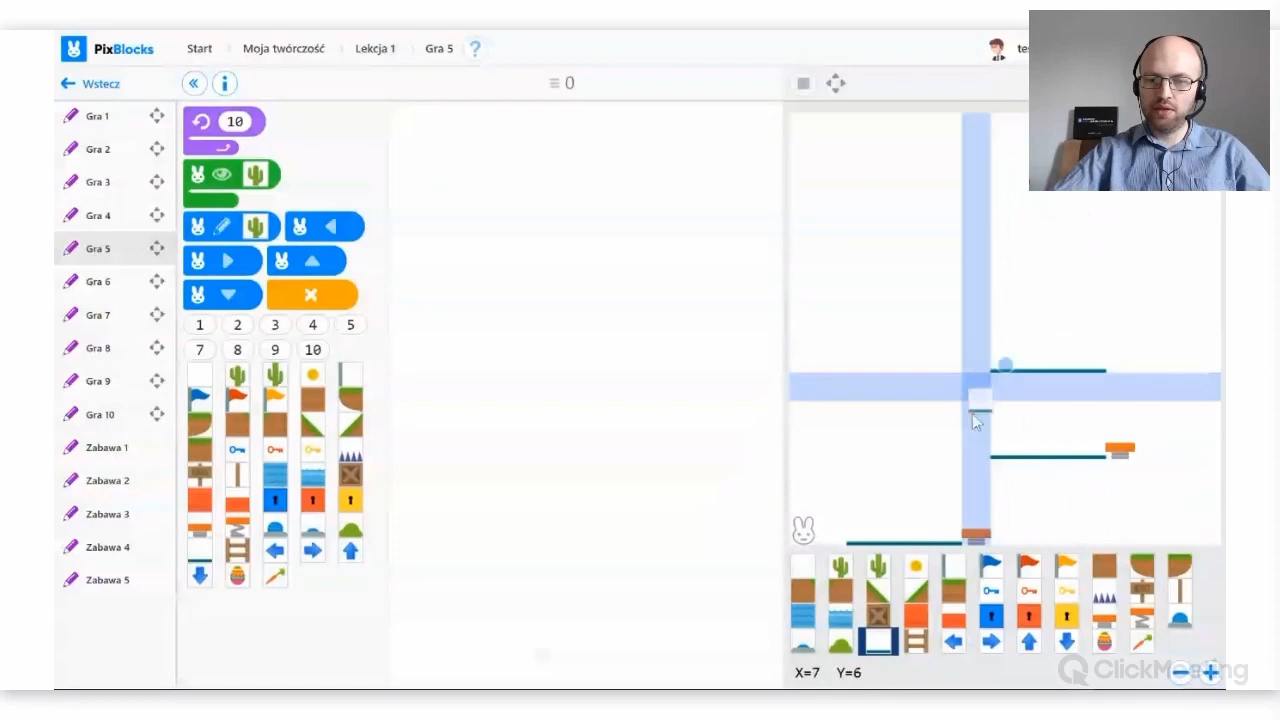 PixBlocks
Start
Moja twórczość
Lekcja 1
Gra 5
?
Wstecz
0
Gra 1
Gra 2
Gra 3
Gra 4
Gra 5
Gra 6
Gra 7
Gra 8
Gra 9
Gra 10
Zabawa 1
Zabawa 2
Zabawa 3
Zabawa 4
Zabawa 5
10
1 2 3 4 5
7 8 9 10
X=7 Y=6
ClickMeeting